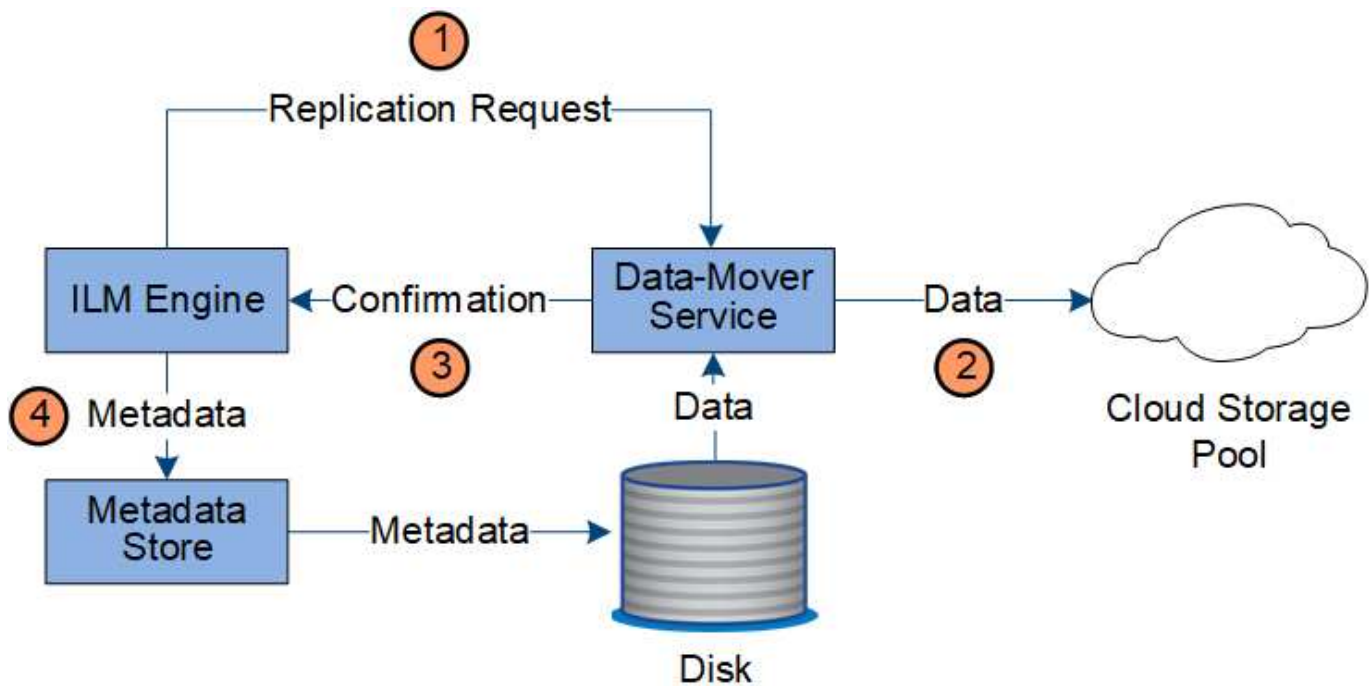 1
Replication Request
ILM Engine
Confirmation
Data-Mover
Service
Data
3
2
4
Metadata
Data
Cloud Storage
Pool
Metadata
Store
Metadata
Disk